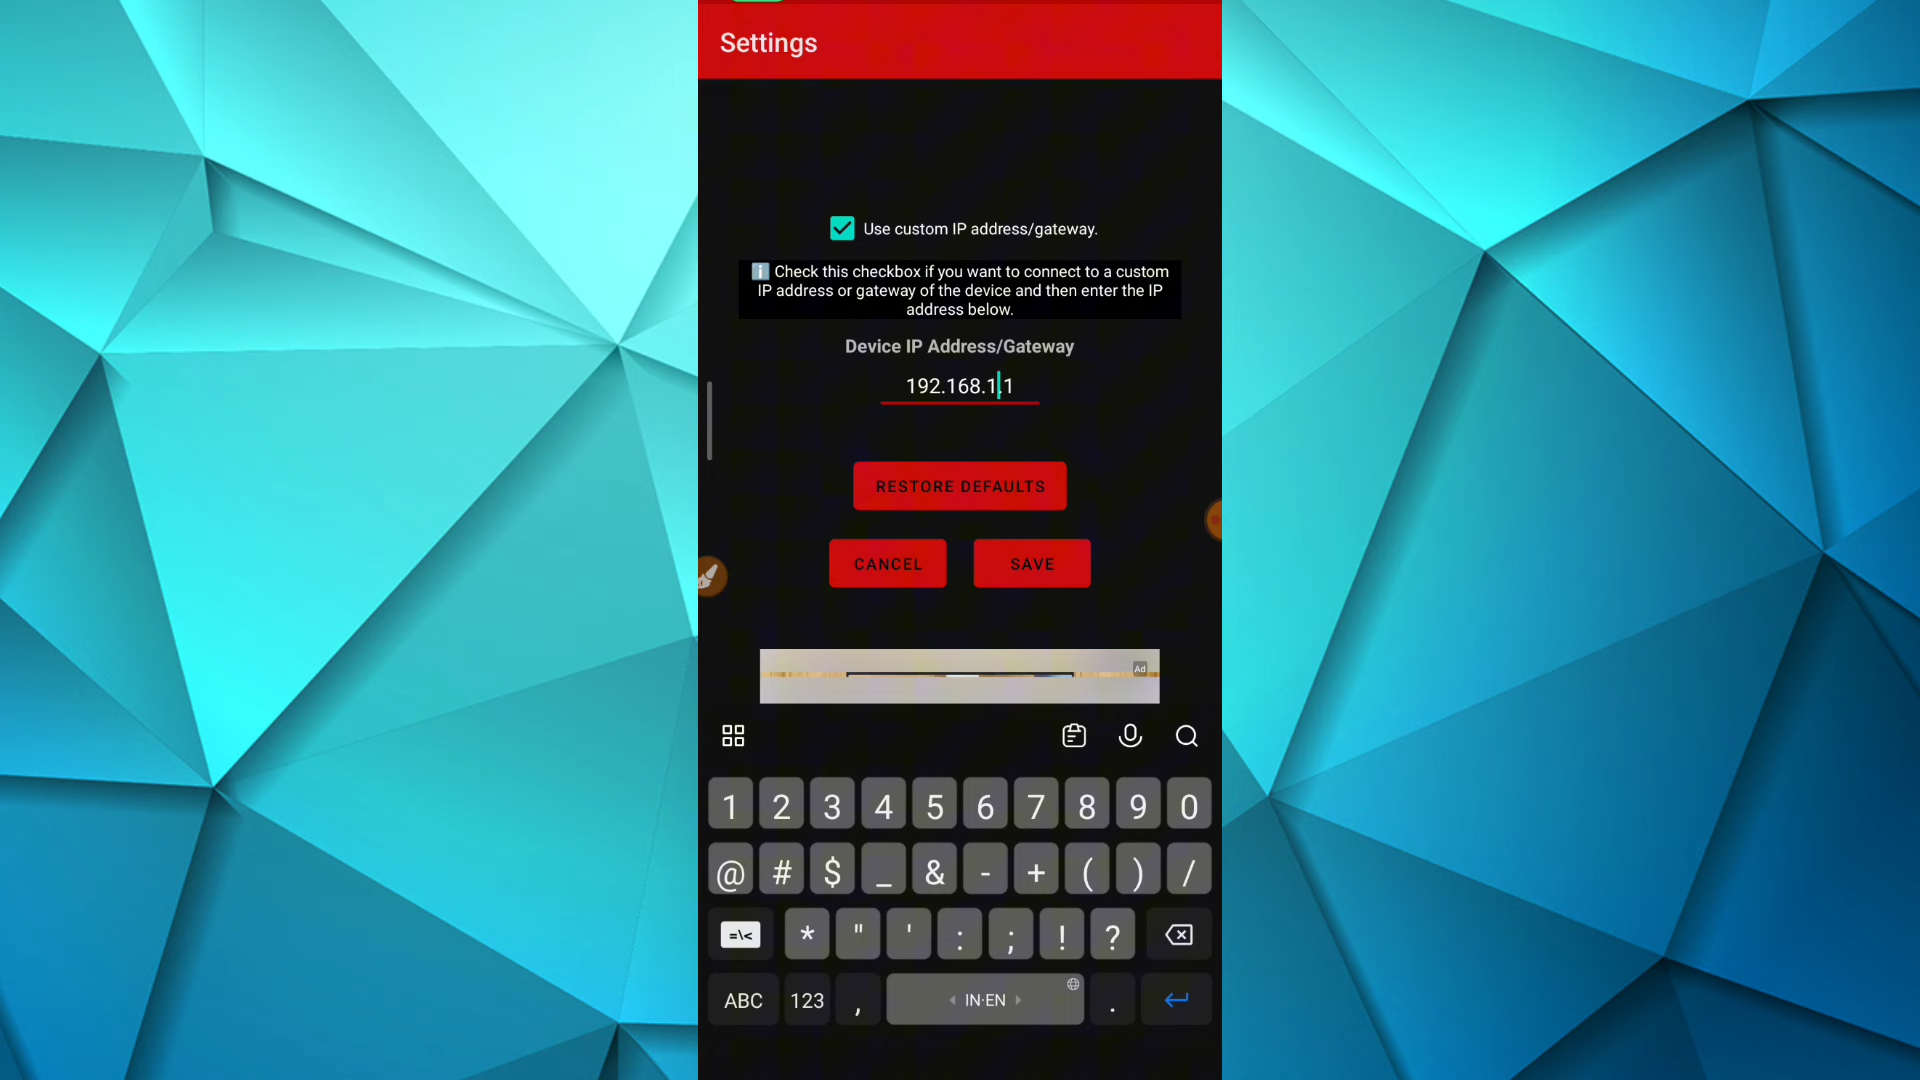 Settings
Use custom IP address/gateway.
ℹ Check this checkbox if you want to connect to a custom
IP address or gateway of the device and then enter the IP
address below.
Device IP Address/Gateway
192.168.1.1
RESTORE DEFAULTS
CANCEL SAVE
Ad
1 2 3 4 5 6 7 8 9 0
@ # $ _ & - + ( ) /
=\< * " ' : ; ! ?
ABC 123 , IN·EN .